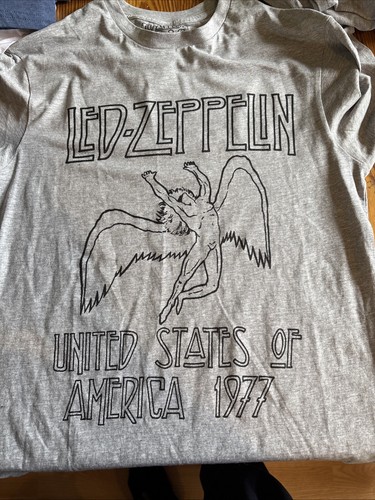 LED-ZEPPELIN
UNITED STATES OF
AMERICA 1977